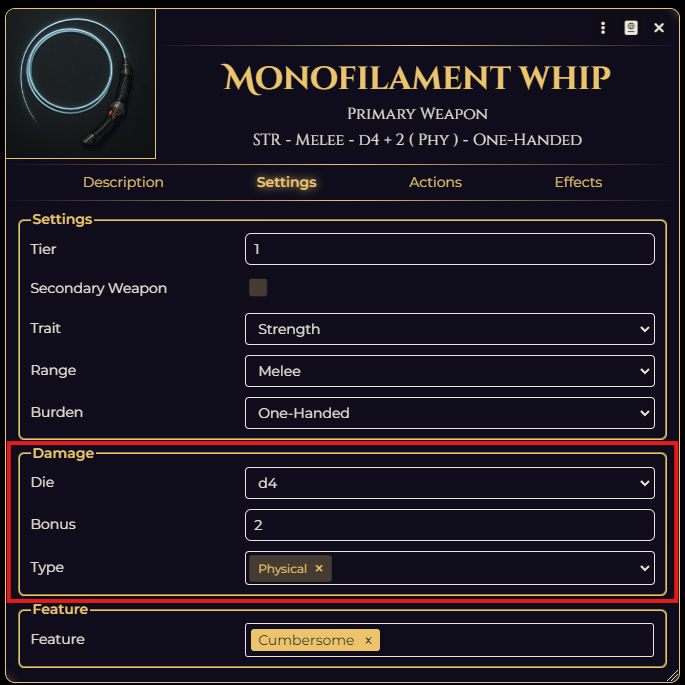 Monofilament whip
Primary Weapon
STR - Melee - d4 + 2 ( Phy ) - One-Handed
Description Settings Actions Effects
Settings
Tier 1
Secondary Weapon
Trait Strength
Range Melee
Burden One-Handed
Damage
Die d4
Bonus 2
Type Physical ×
Feature
Feature Cumbersome x